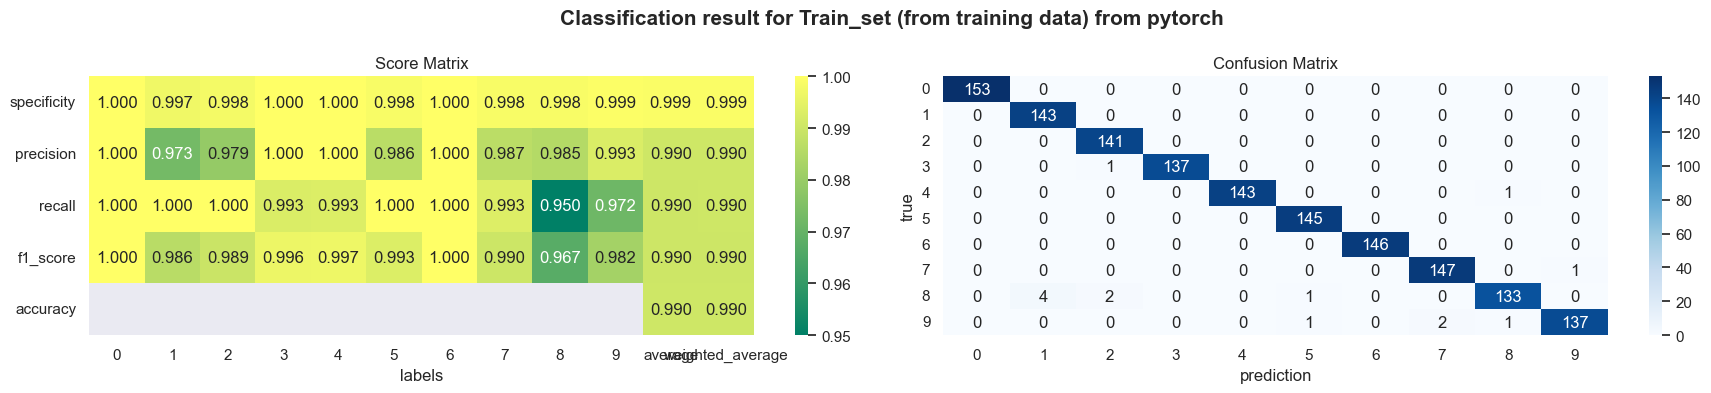 Classification result for Train_set (from training data) from pytorch
Score Matrix
specificity 1.000 0.997 0.998 1.000 1.000 0.998 1.000 0.998 0.998 0.999 0.999 0.999
precision 1.000 0.973 0.979 1.000 1.000 0.986 1.000 0.987 0.985 0.993 0.990 0.990
recall 1.000 1.000 1.000 0.993 0.993 1.000 1.000 0.993 0.950 0.972 0.990 0.990
f1_score 1.000 0.986 0.989 0.996 0.997 0.993 1.000 0.990 0.967 0.982 0.990 0.990
accuracy 0.990 0.990
0 1 2 3 4 5 6 7 8 9 average weighted_average
labels
1.00
0.99
0.98
0.97
0.96
0.95
Confusion Matrix
true
0 153 0 0 0 0 0 0 0 0 0
1 0 143 0 0 0 0 0 0 0 0
2 0 0 141 0 0 0 0 0 0 0
3 0 0 1 137 0 0 0 0 0 0
4 0 0 0 0 143 0 0 0 1 0
5 0 0 0 0 0 145 0 0 0 0
6 0 0 0 0 0 0 146 0 0 0
7 0 0 0 0 0 0 0 147 0 1
8 0 4 2 0 0 1 0 0 133 0
9 0 0 0 0 0 1 0 2 1 137
0 1 2 3 4 5 6 7 8 9
prediction
140
120
100
80
60
40
20
0